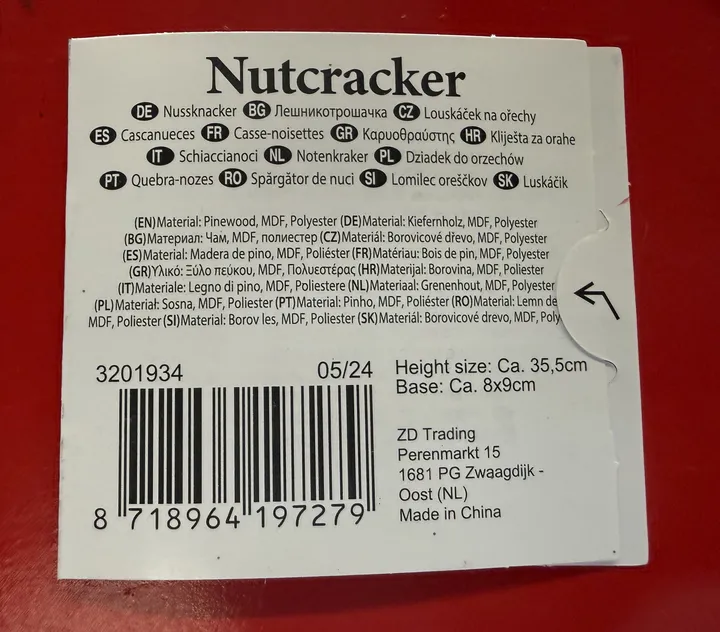 Nutcracker
DE Nussknacker BG Лешникотрошачка CZ Louskáček na ořechy
ES Cascanueces FR Casse-noisettes GR Καρυοθραύστης HR Kliješta za orahe
IT Schiaccianoci NL Notenkraker PL Dziadek do orzechów
PT Quebra-nozes RO Spărgător de nuci SI Lomilec oreščkov SK Luskáčik
(EN)Material: Pinewood, MDF, Polyester (DE)Material: Kiefernholz, MDF, Polyester
(BG)Материал: Чам, MDF, полиестер (CZ)Materiál: Borovicové dřevo, MDF, Polyester
(ES)Material: Madera de pino, MDF, Poliéster (FR)Matériau: Bois de pin, MDF, Polyester
(GR)Υλικό: Ξύλο πεύκου, MDF, Πολυεστέρας (HR)Materijal: Borovina, MDF, Poliester
(IT)Materiale: Legno di pino, MDF, Poliestere (NL)Materiaal: Grenenhout, MDF, Polyester
(PL)Material: Sosna, MDF, Poliester (PT)Material: Pinho, MDF, Poliéster (RO)Material: Lemn de
MDF, Poliester (SI)Material: Borov les, MDF, Poliester (SK)Materiál: Borovicové drevo, MDF, Poly
3201934 05/24
Height size: Ca. 35,5cm
Base: Ca. 8x9cm
ZD Trading
Perenmarkt 15
1681 PG Zwaagdijk -
Oost (NL)
Made in China
8 718964 197279